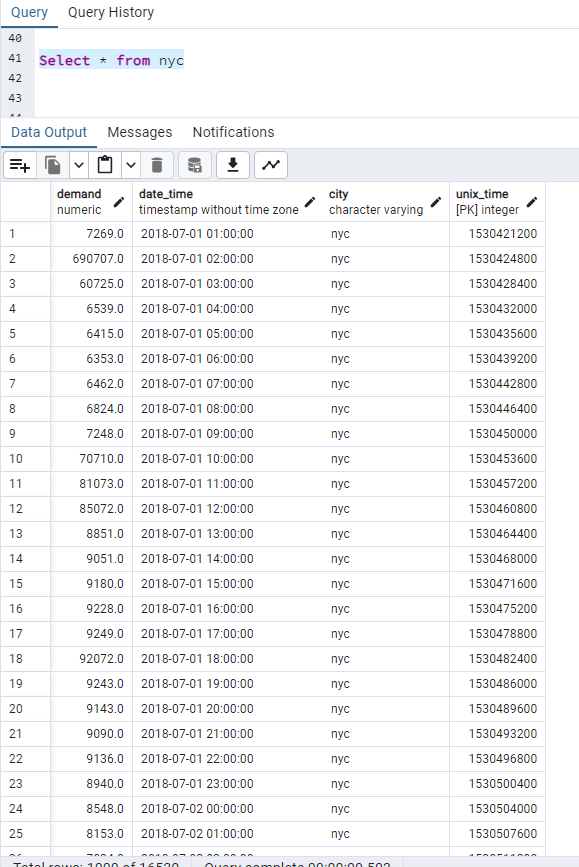 Query Query History
40
41 Select * from nyc
42
43
44
Data Output Messages Notifications
demand date_time city unix_time
numeric timestamp without time zone character varying [PK] integer
1 7269.0 2018-07-01 01:00:00 nyc 1530421200
2 690707.0 2018-07-01 02:00:00 nyc 1530424800
3 60725.0 2018-07-01 03:00:00 nyc 1530428400
4 6539.0 2018-07-01 04:00:00 nyc 1530432000
5 6415.0 2018-07-01 05:00:00 nyc 1530435600
6 6353.0 2018-07-01 06:00:00 nyc 1530439200
7 6462.0 2018-07-01 07:00:00 nyc 1530442800
8 6824.0 2018-07-01 08:00:00 nyc 1530446400
9 7248.0 2018-07-01 09:00:00 nyc 1530450000
10 70710.0 2018-07-01 10:00:00 nyc 1530453600
11 81073.0 2018-07-01 11:00:00 nyc 1530457200
12 85072.0 2018-07-01 12:00:00 nyc 1530460800
13 8851.0 2018-07-01 13:00:00 nyc 1530464400
14 9051.0 2018-07-01 14:00:00 nyc 1530468000
15 9180.0 2018-07-01 15:00:00 nyc 1530471600
16 9228.0 2018-07-01 16:00:00 nyc 1530475200
17 9249.0 2018-07-01 17:00:00 nyc 1530478800
18 92072.0 2018-07-01 18:00:00 nyc 1530482400
19 9243.0 2018-07-01 19:00:00 nyc 1530486000
20 9143.0 2018-07-01 20:00:00 nyc 1530489600
21 9090.0 2018-07-01 21:00:00 nyc 1530493200
22 9136.0 2018-07-01 22:00:00 nyc 1530496800
23 8940.0 2018-07-01 23:00:00 nyc 1530500400
24 8548.0 2018-07-02 00:00:00 nyc 1530504000
25 8153.0 2018-07-02 01:00:00 nyc 1530507600
Total rows: 1000 of Query complete